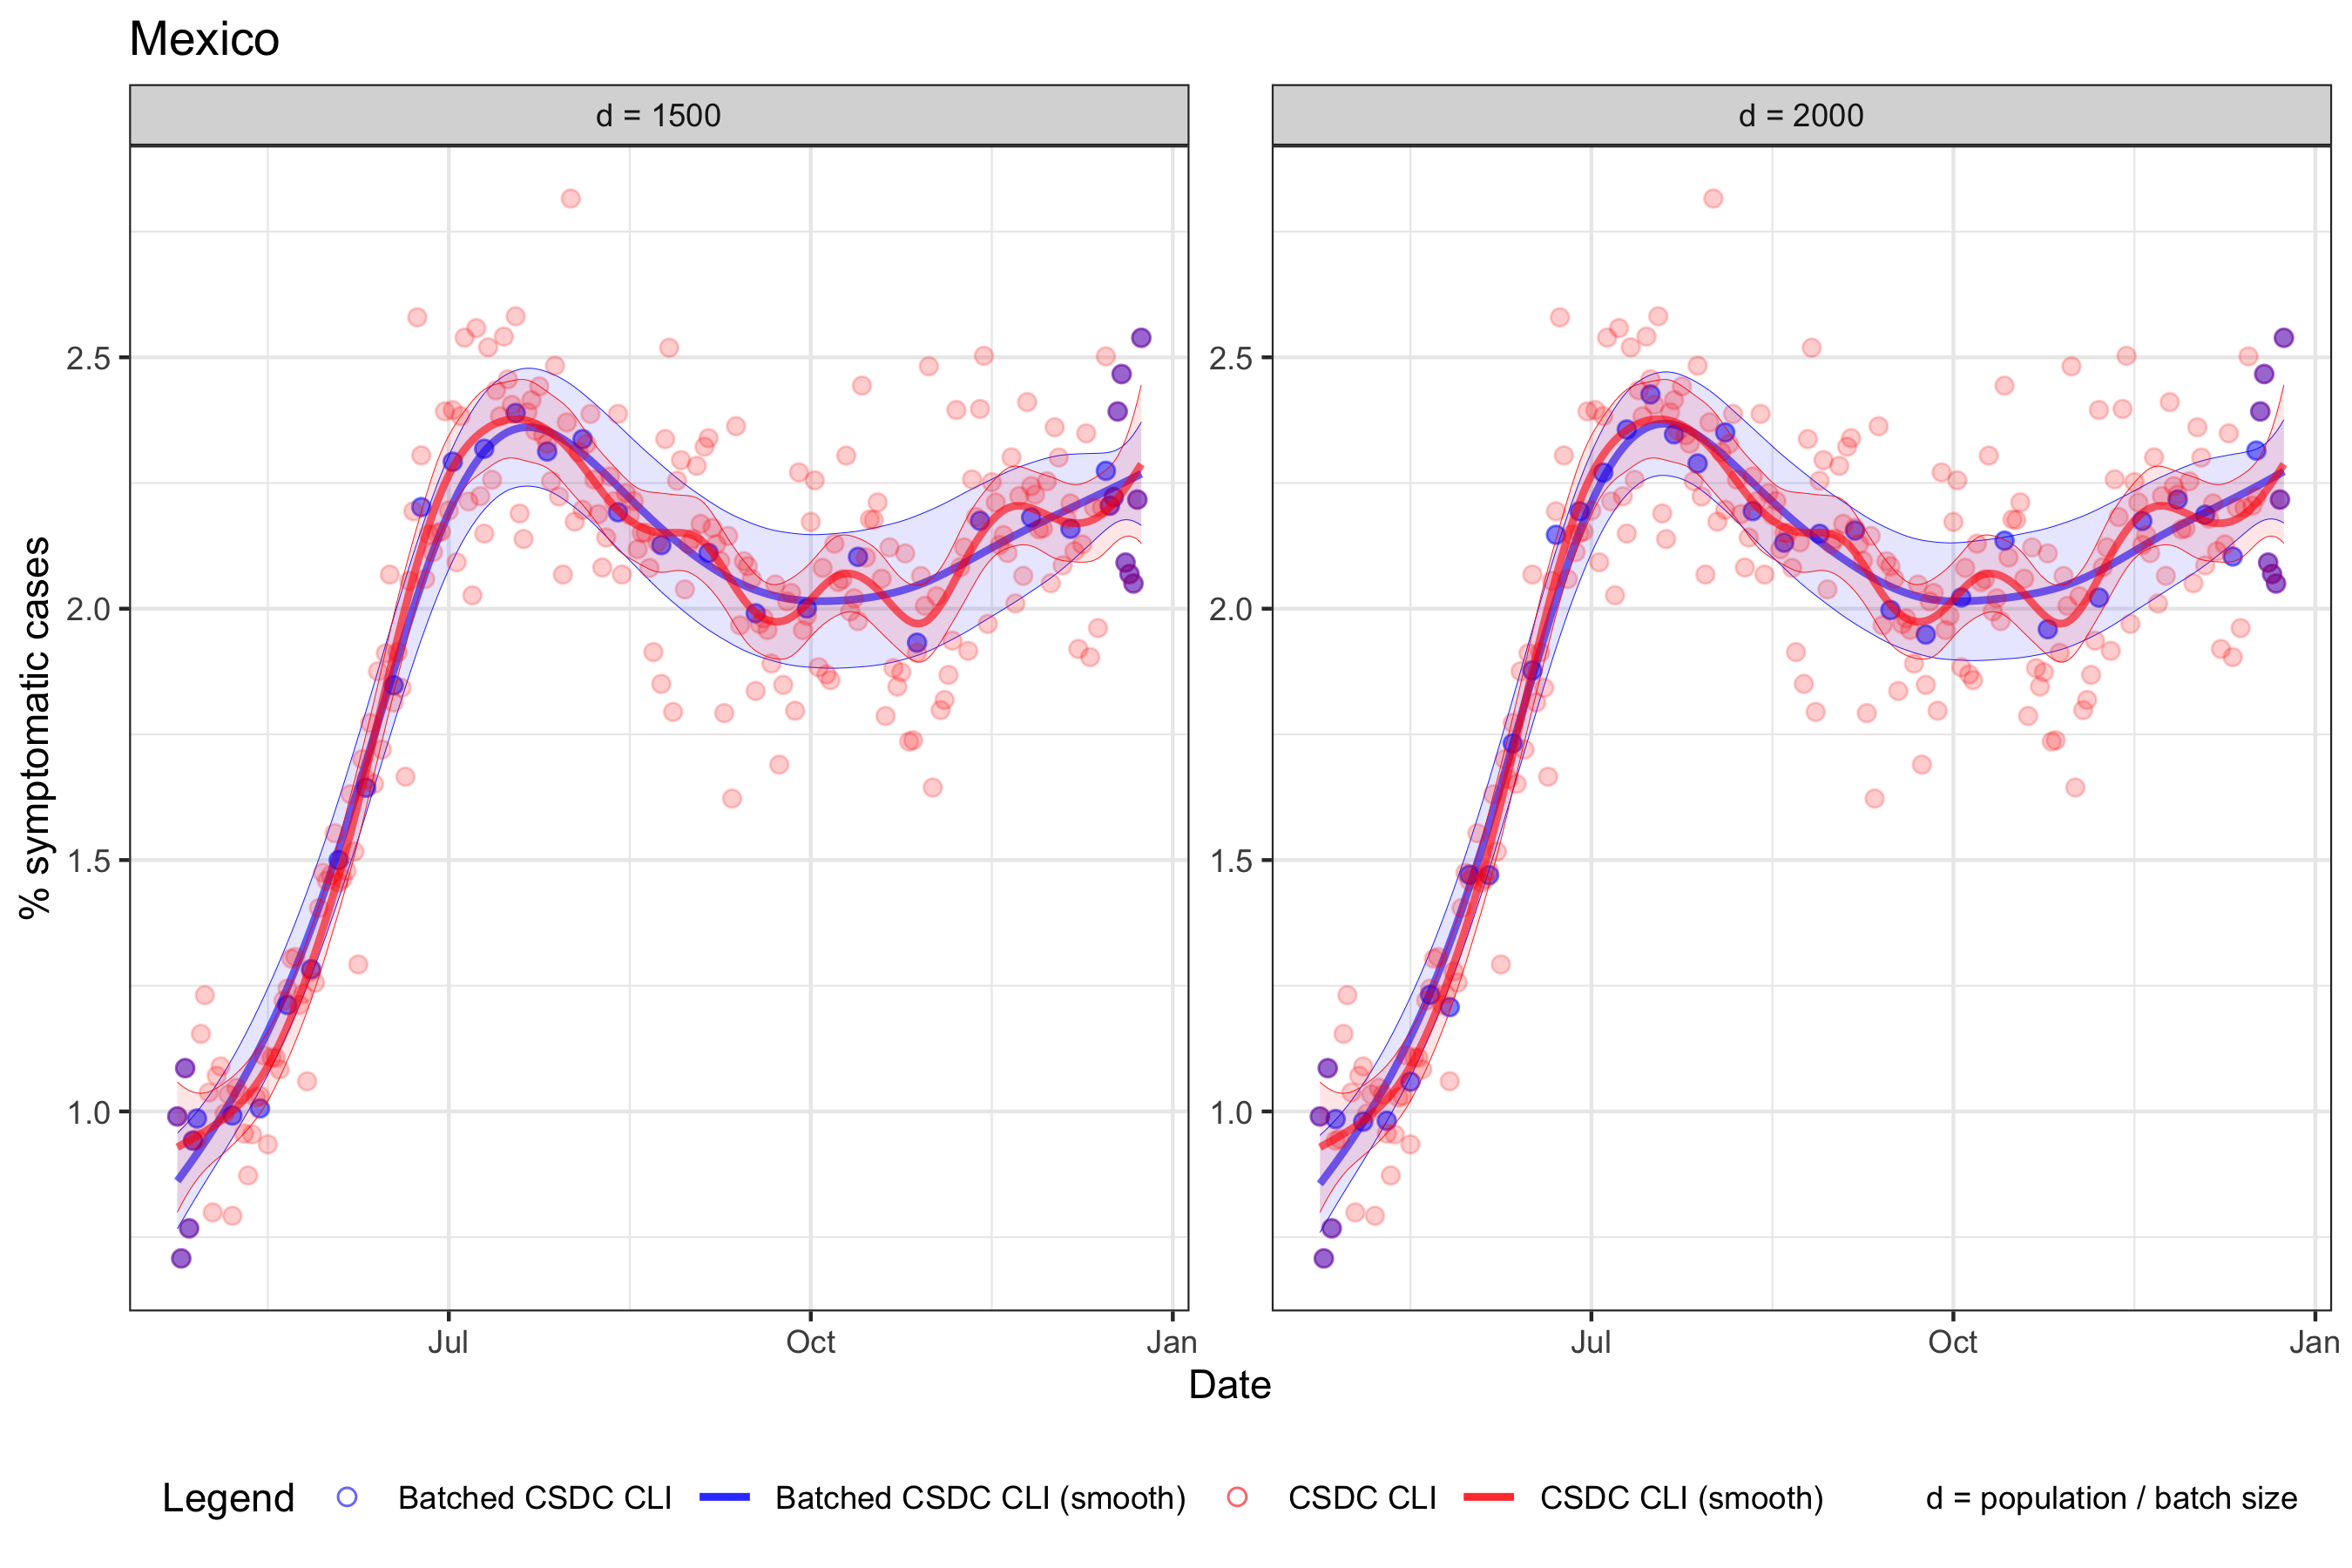 Mexico
d = 1500
d = 2000
% symptomatic cases
2.5
2.0
1.5
1.0
2.5
2.0
1.5
1.0
Jul
Oct
Jan
Jul
Oct
Jan
Date
Legend
Batched CSDC CLI
Batched CSDC CLI (smooth)
CSDC CLI
CSDC CLI (smooth)
d = population / batch size